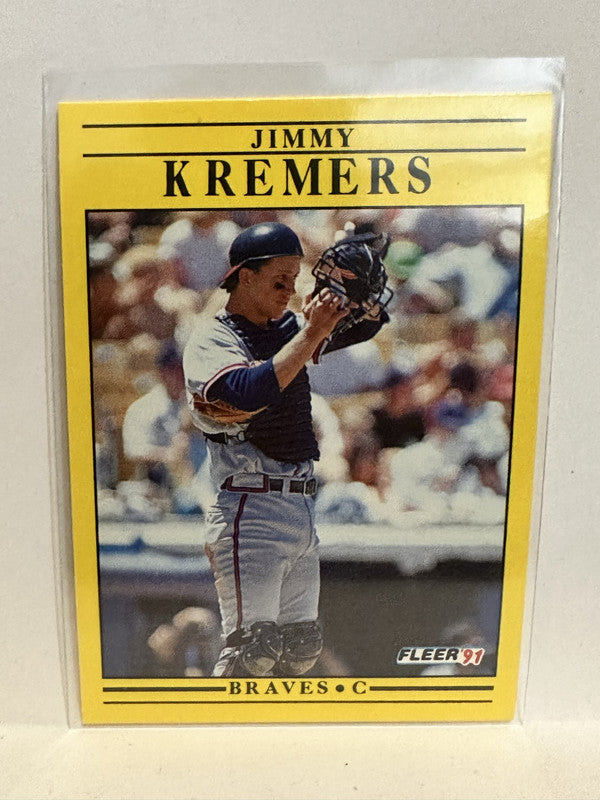 JIMMY
KREMERS
FLEER '91
BRAVES • C